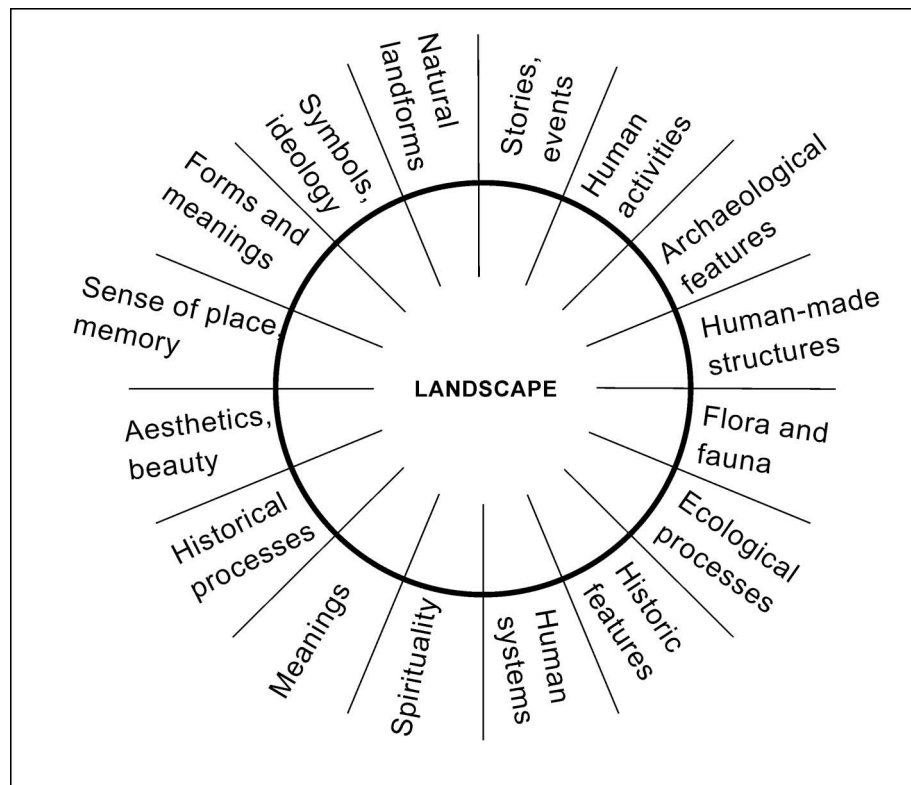 Natural
landforms
Stories,
events
Human
activities
Archaeological
features
Human-made
structures
Flora and
fauna
Ecological
processes
Historic
features
Human
systems
Spirituality
Meanings
Historical
processes
Aesthetics,
beauty
Sense of place,
memory
Forms and
meanings
Symbols,
ideology
LANDSCAPE